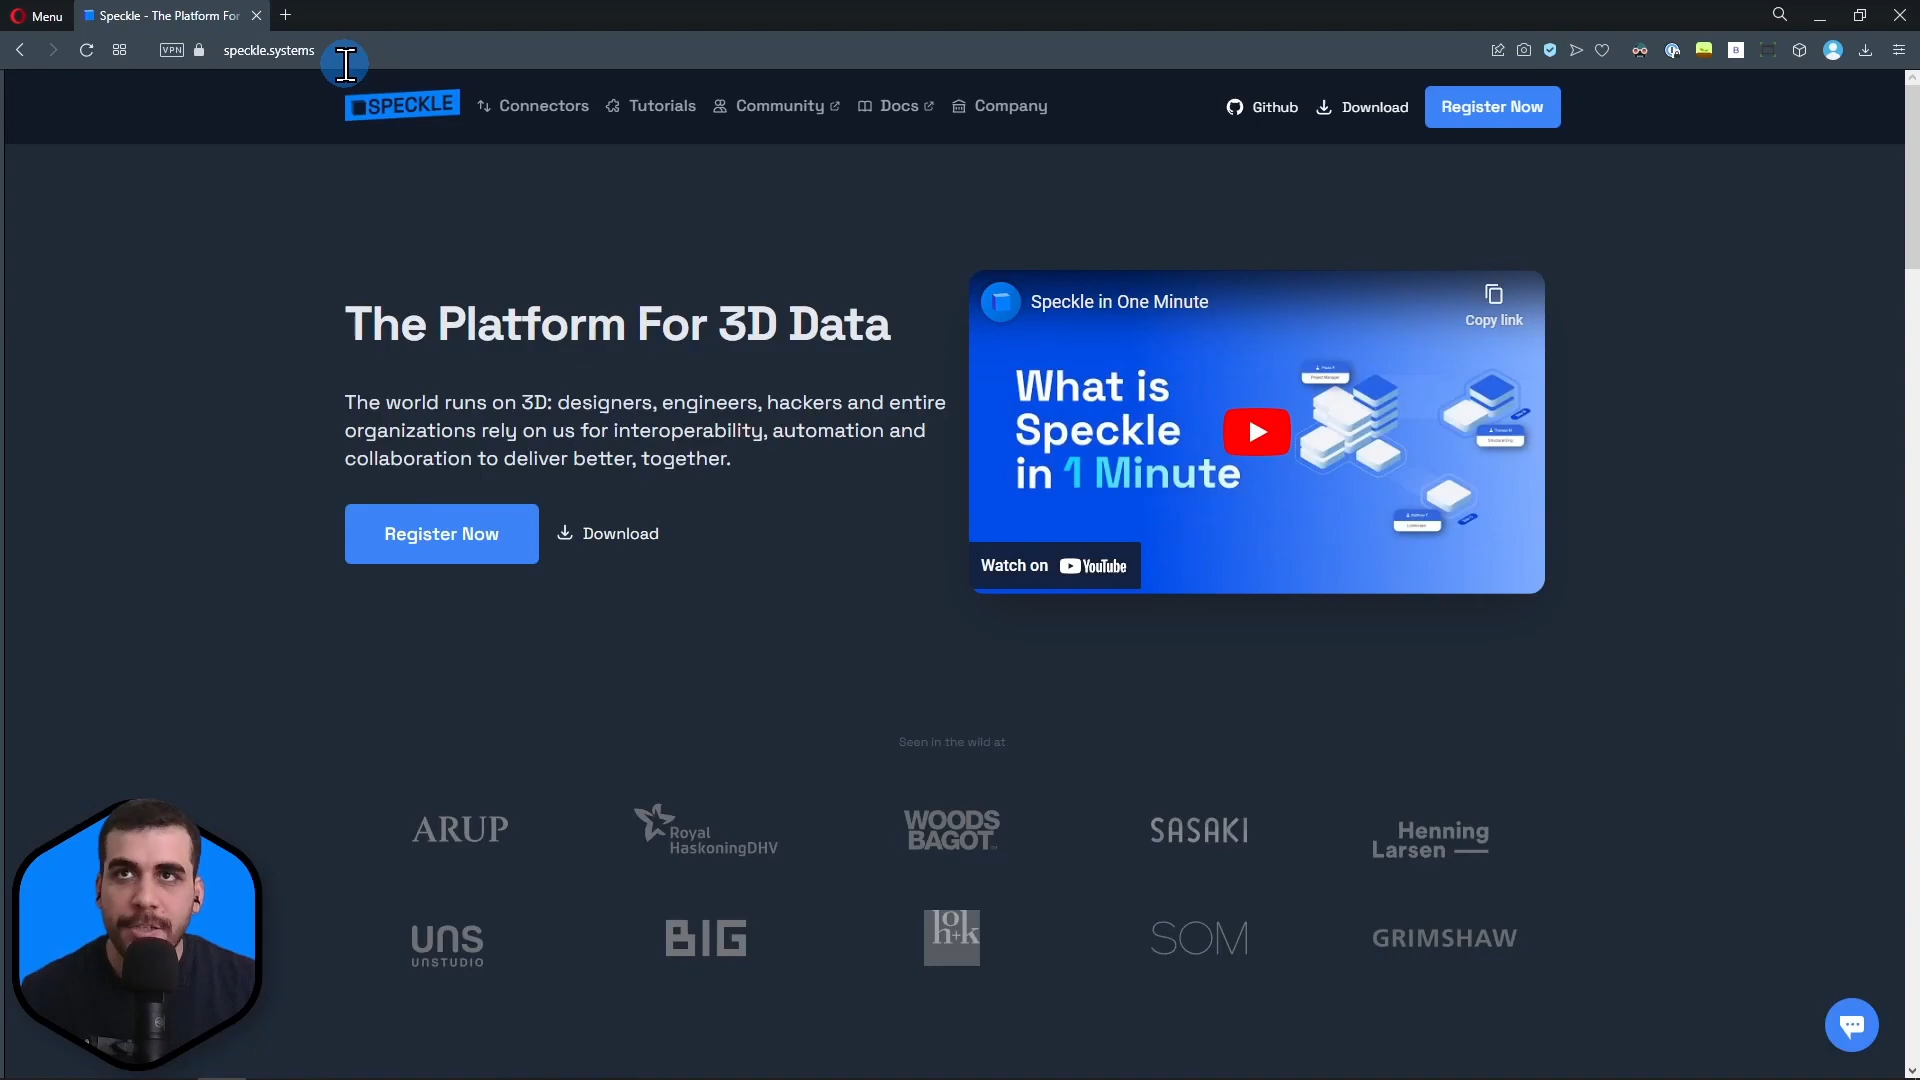 Menu
Speckle - The Platform For
VPN
speckle.systems
SPECKLE
Connectors
Tutorials
Community
Docs
Company
Github
Download
Register Now
The Platform For 3D Data
The world runs on 3D: designers, engineers, hackers and entire
organizations rely on us for interoperability, automation and
collaboration to deliver better, together.
Register Now
Download
Speckle in One Minute
Copy link
What is
Speckle
in 1 Minute
Project Manager
Watch on YouTube
Seen in the wild at
ARUP
Royal
HaskoningDHV
WOODS
BAGOT
SASAKI
Henning
Larsen
UNS
UNSTUDIO
BIG
hok
h+k
SOM
GRIMSHAW